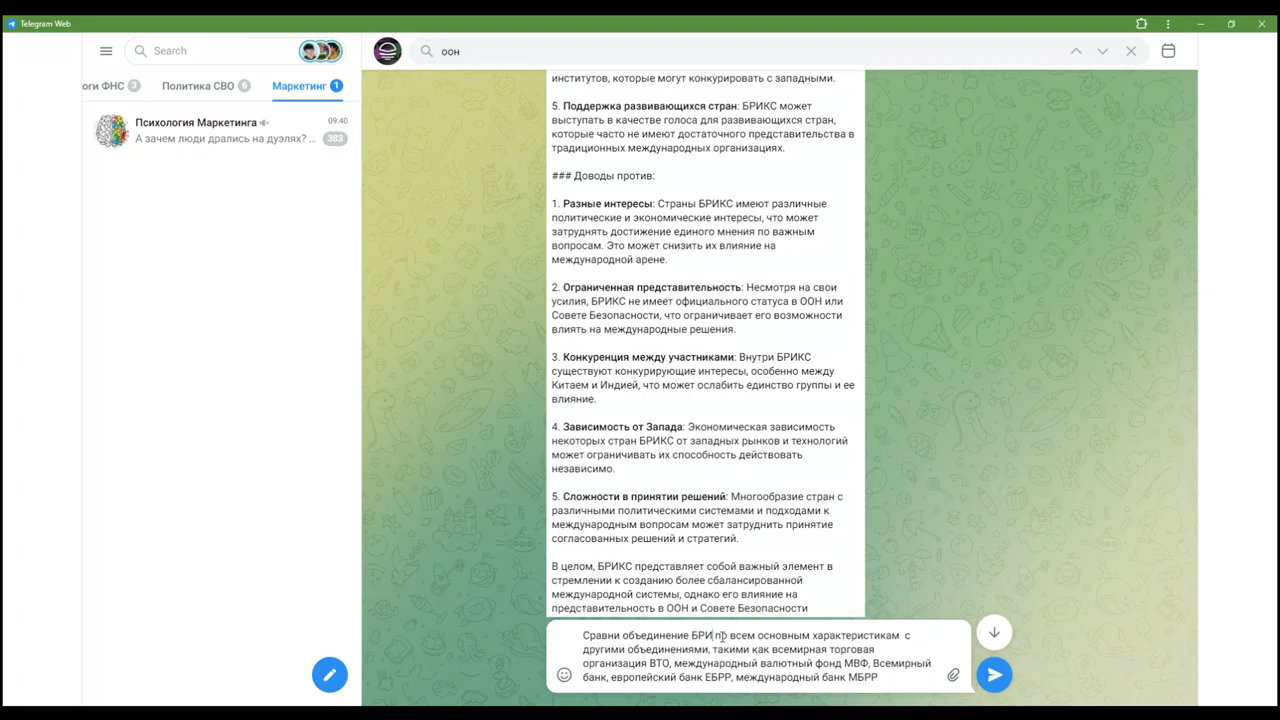 Telegram Web
Search
оги ФНС 3
Политика СВО 6
Маркетинг 1
Психология Маркетинга
09:40
А зачем люди дрались на дуэлях? ...
383
оон
институтов, которые могут конкурировать с западными.
5. Поддержка развивающихся стран: БРИКС может
выступать в качестве голоса для развивающихся стран,
которые часто не имеют достаточного представительства в
традиционных международных организациях.
### Доводы против:
1. Разные интересы: Страны БРИКС имеют различные
политические и экономические интересы, что может
затруднять достижение единого мнения по важным
вопросам. Это может снизить их влияние на
международной арене.
2. Ограниченная представительность: Несмотря на свои
усилия, БРИКС не имеет официального статуса в ООН или
Совете Безопасности, что ограничивает его возможности
влиять на международные решения.
3. Конкуренция между участниками: Внутри БРИКС
существуют конкурирующие интересы, особенно между
Китаем и Индией, что может ослабить единство группы и ее
влияние.
4. Зависимость от Запада: Экономическая зависимость
некоторых стран БРИКС от западных рынков и технологий
может ограничивать их способность действовать
независимо.
5. Сложности в принятии решений: Многообразие стран с
различными политическими системами и подходами к
международным вопросам может затруднить принятие
согласованных решений и стратегий.
В целом, БРИКС представляет собой важный элемент в
стремлении к созданию более сбалансированной
международной системы, однако его влияние на
представительность в ООН и Совете Безопасности
Сравни объединение БРИ по всем основным характеристикам с
другими объединениями, такими как всемирная торговая
организация ВТО, международный валютный фонд МВФ, Всемирный
банк, европейский банк ЕБРР, международный банк МБРР